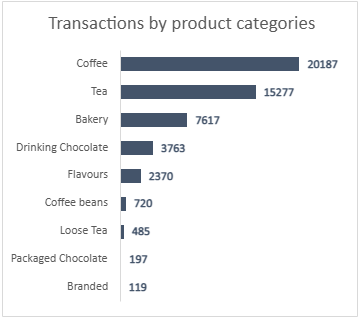 Transactions by product categories
Coffee 20187
Tea 15277
Bakery 7617
Drinking Chocolate 3763
Flavours 2370
Coffee beans 720
Loose Tea 485
Packaged Chocolate 197
Branded 119